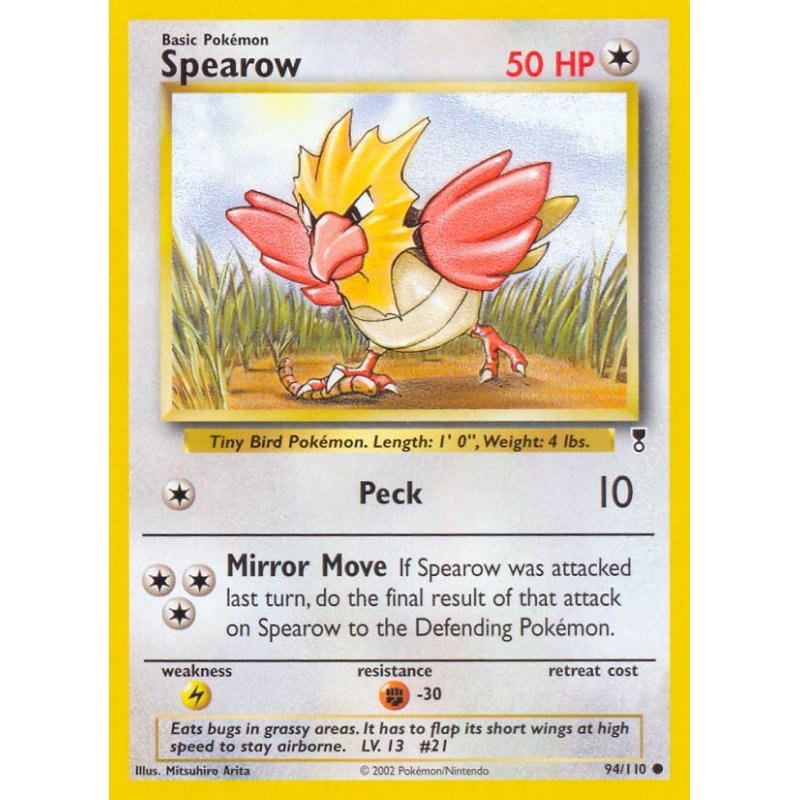 Basic Pokémon
Spearow
50 HP
Tiny Bird Pokémon. Length: 1' 0", Weight: 4 lbs.
Peck 10
Mirror Move If Spearow was attacked
last turn, do the final result of that attack
on Spearow to the Defending Pokémon.
weakness resistance retreat cost
-30
Eats bugs in grassy areas. It has to flap its short wings at high
speed to stay airborne. LV. 13 #21
Illus. Mitsuhiro Arita © 2002 Pokémon/Nintendo 94/110